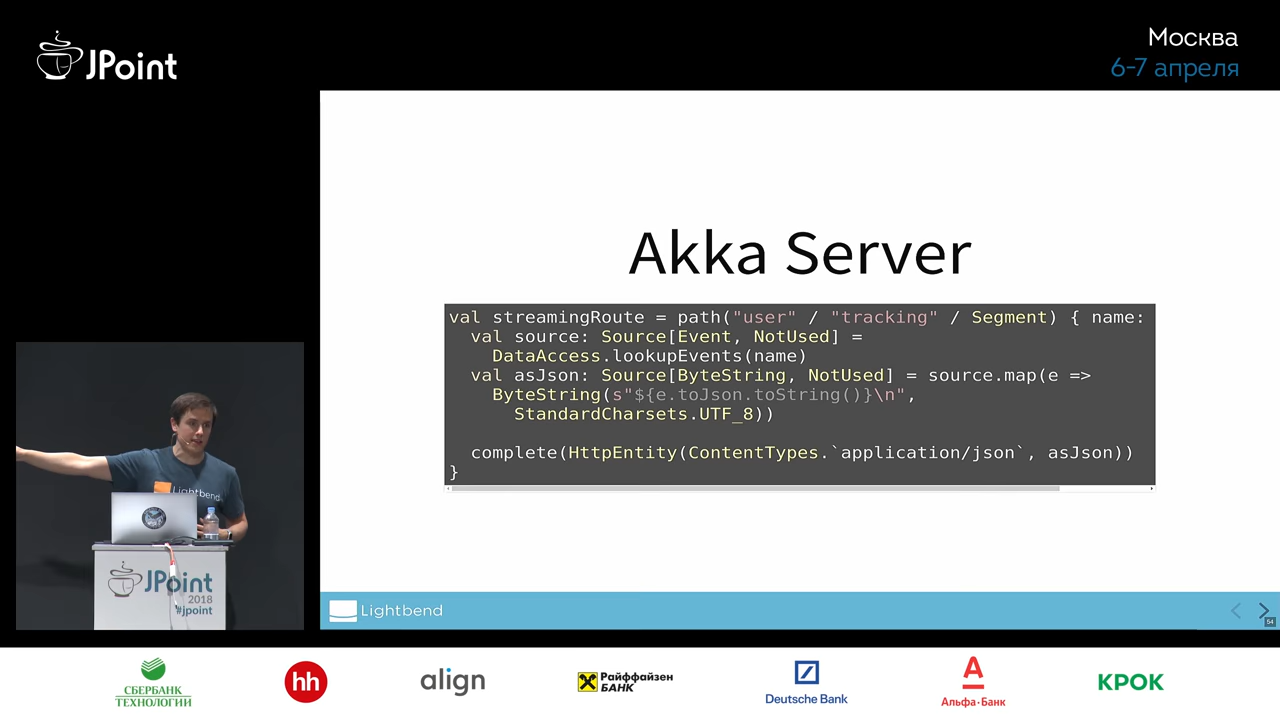 JPoint
Москва
6-7 апреля
Akka Server
val streamingRoute = path("user" / "tracking" / Segment) { name:
  val source: Source[Event, NotUsed] =
    DataAccess.lookupEvents(name)
  val asJson: Source[ByteString, NotUsed] = source.map(e =>
    ByteString(s"${e.toJson.toString()}\n",
      StandardCharsets.UTF_8))
  complete(HttpEntity(ContentTypes.`application/json`, asJson))
}
Lightbend
JPoint
2018
#jpoint
Lightbend
54
СБЕРБАНК
ТЕХНОЛОГИИ
hh
align
Райффайзен
БАНК
Deutsche Bank
Альфа·Банк
КРОК